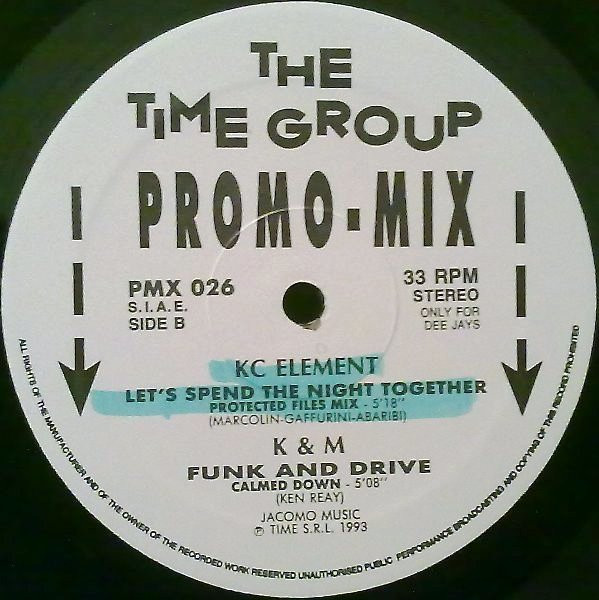 THE
TIME GROUP
PROMO-MIX
PMX 026
S.I.A.E.
SIDE B
33 RPM
STEREO
ONLY FOR
DEE JAYS
KC ELEMENT
LET'S SPEND THE NIGHT TOGETHER
PROTECTED FILES MIX - 5'18"
(MARCOLIN-GAFFURINI-ABARIBI)
K & M
FUNK AND DRIVE
CALMED DOWN - 5'08"
(KEN REAY)
JACOMO MUSIC
℗ TIME S.R.L. 1993
ALL RIGHTS OF THE MANUFACTURER AND OF THE OWNER OF THE RECORDED WORK RESERVED UNAUTHORISED PUBLIC PERFORMANCE BROADCASTING AND COPYING OF THIS RECORD PROHIBITED